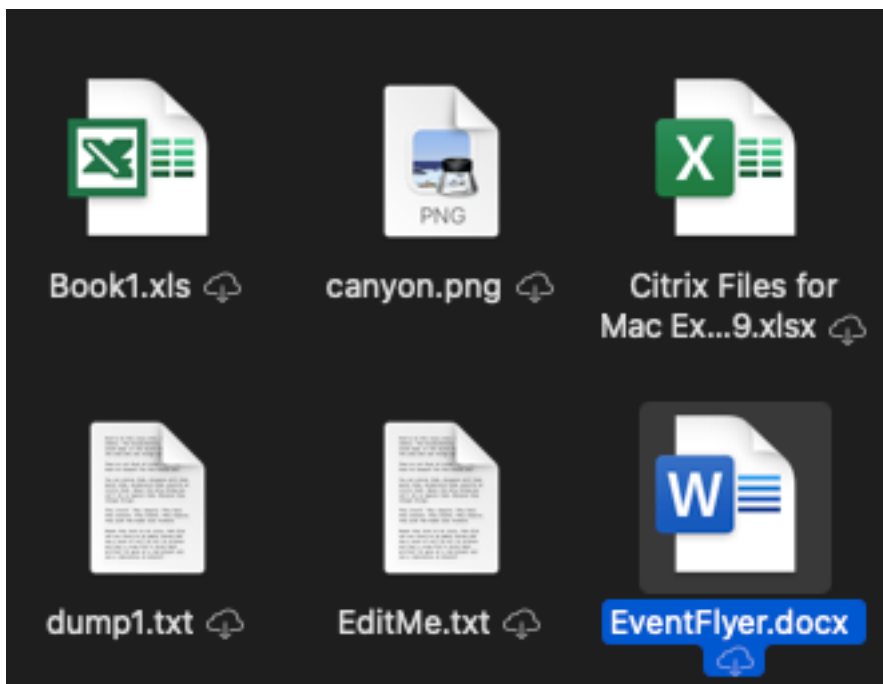 X
PNG
X
Book1.xls
canyon.png
Citrix Files for
Mac Ex...9.xlsx
W
dump1.txt
EditMe.txt
EventFlyer.docx